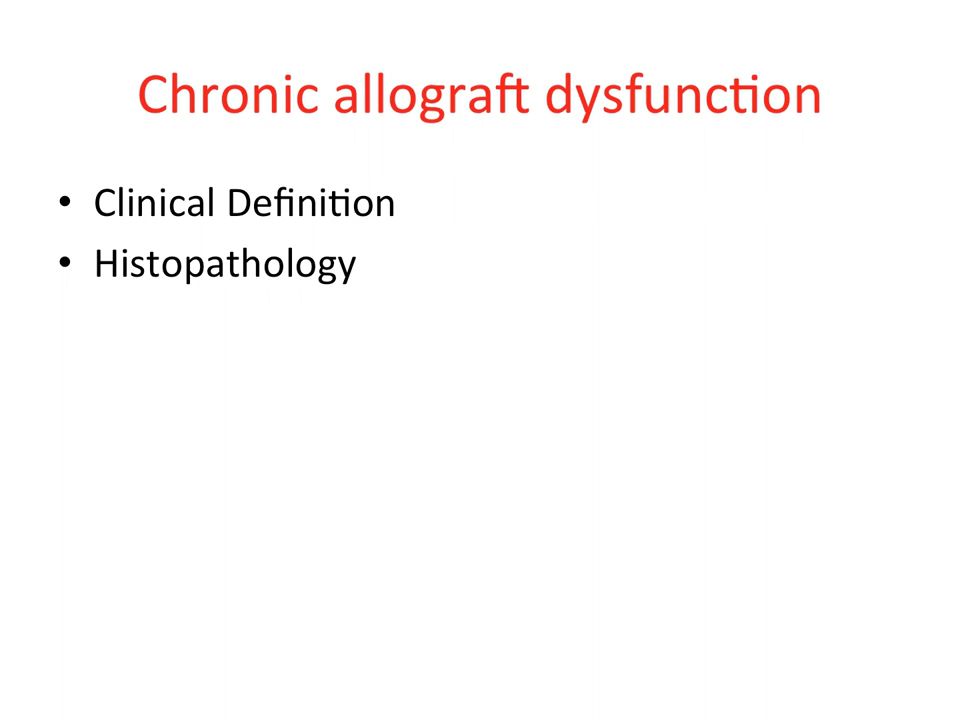 Chronic allograft dysfunction
• Clinical Definition
• Histopathology